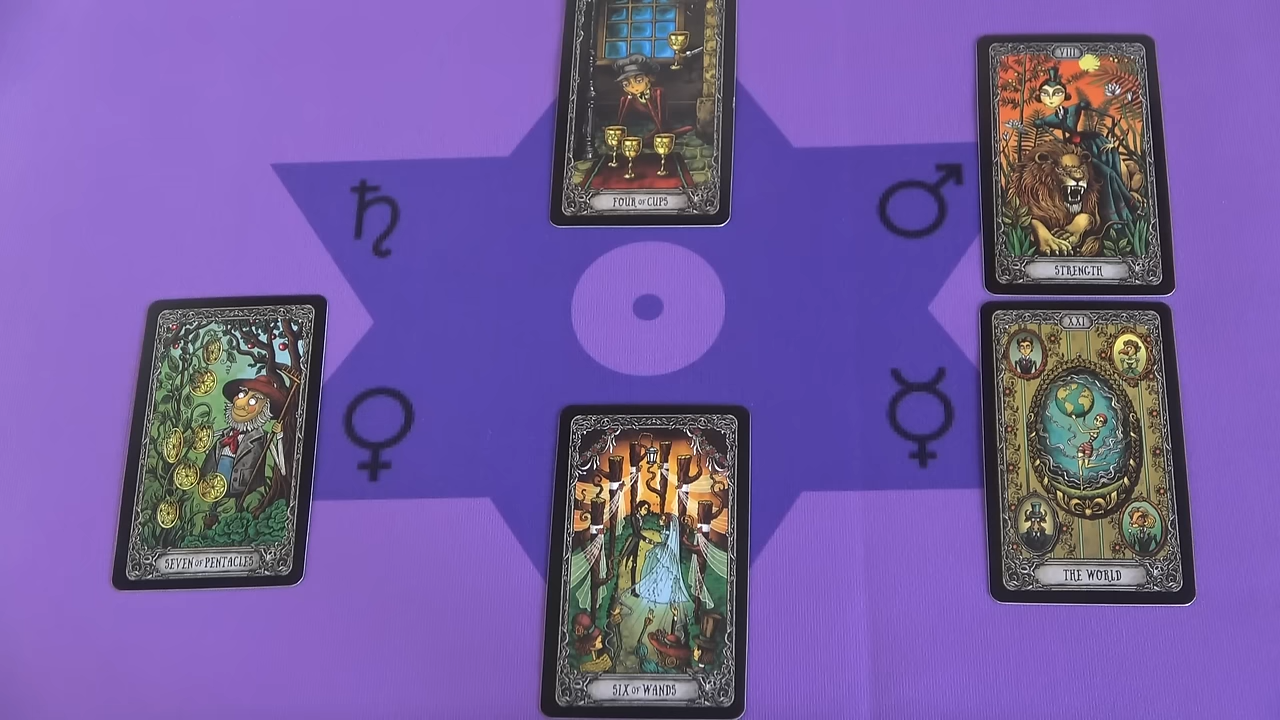 FOUR OF CUPS
VIII
STRENGTH
SEVEN OF PENTACLES
XXI
THE WORLD
SIX OF WANDS